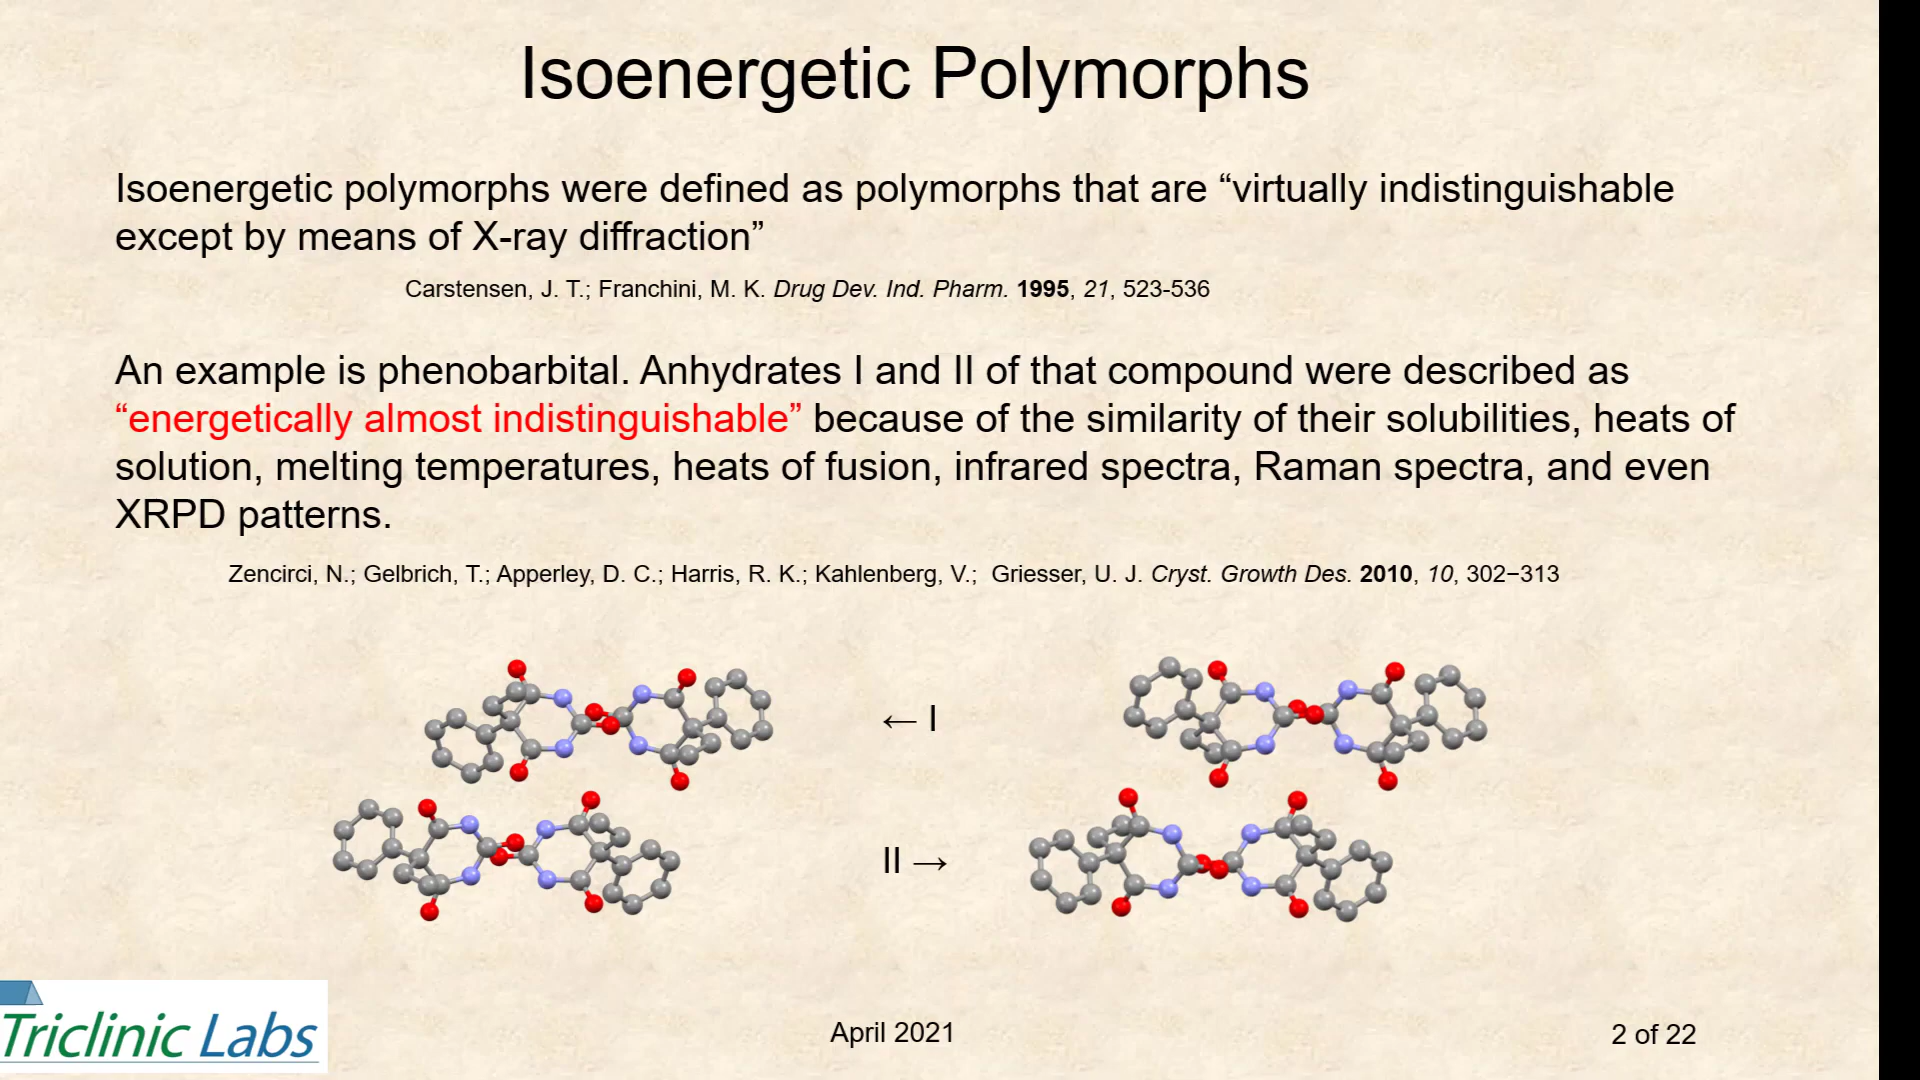 Isoenergetic Polymorphs
Isoenergetic polymorphs were defined as polymorphs that are “virtually indistinguishable
except by means of X-ray diffraction”
Carstensen, J. T.; Franchini, M. K. Drug Dev. Ind. Pharm. 1995, 21, 523-536
An example is phenobarbital. Anhydrates I and II of that compound were described as
“energetically almost indistinguishable” because of the similarity of their solubilities, heats of
solution, melting temperatures, heats of fusion, infrared spectra, Raman spectra, and even
XRPD patterns.
Zencirci, N.; Gelbrich, T.; Apperley, D. C.; Harris, R. K.; Kahlenberg, V.;  Griesser, U. J. Cryst. Growth Des. 2010, 10, 302−313
← I
II →
Triclinic Labs
April 2021
2 of 22